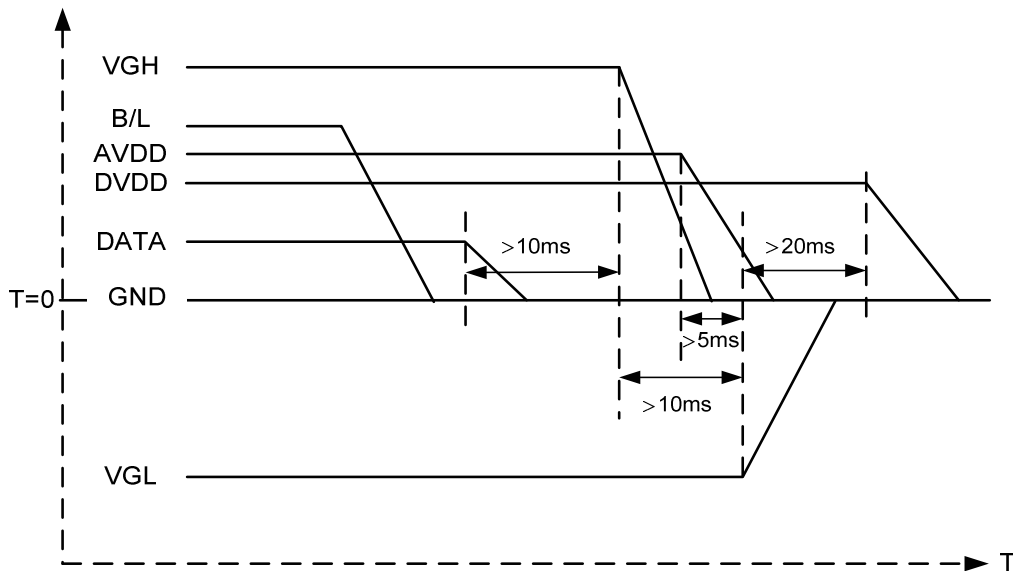 VGH
B/L
AVDD
DVDD
DATA
>10ms
>20ms
T=0
GND
>5ms
>10ms
VGL
T